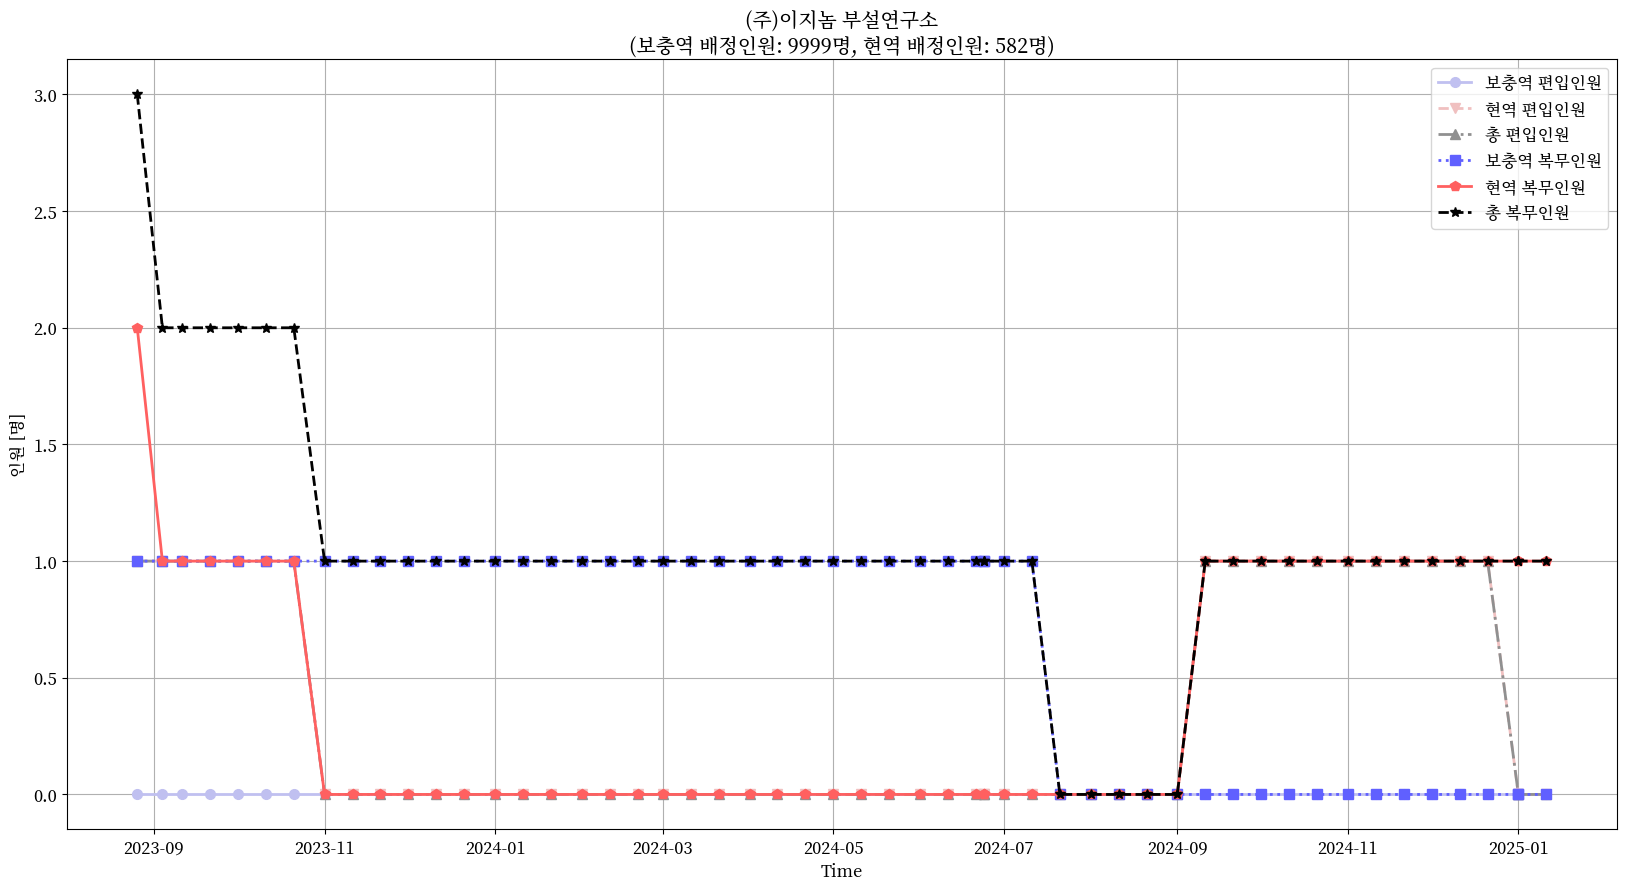 (주)이지놈 부설연구소
(보충역 배정인원: 9999명, 현역 배정인원: 582명)
보충역 편입인원
현역 편입인원
총 편입인원
보충역 복무인원
현역 복무인원
총 복무인원
3.0
2.5
2.0
1.5
1.0
0.5
0.0
인원 [명]
2023-09 2023-11 2024-01 2024-03 2024-05 2024-07 2024-09 2024-11 2025-01
Time